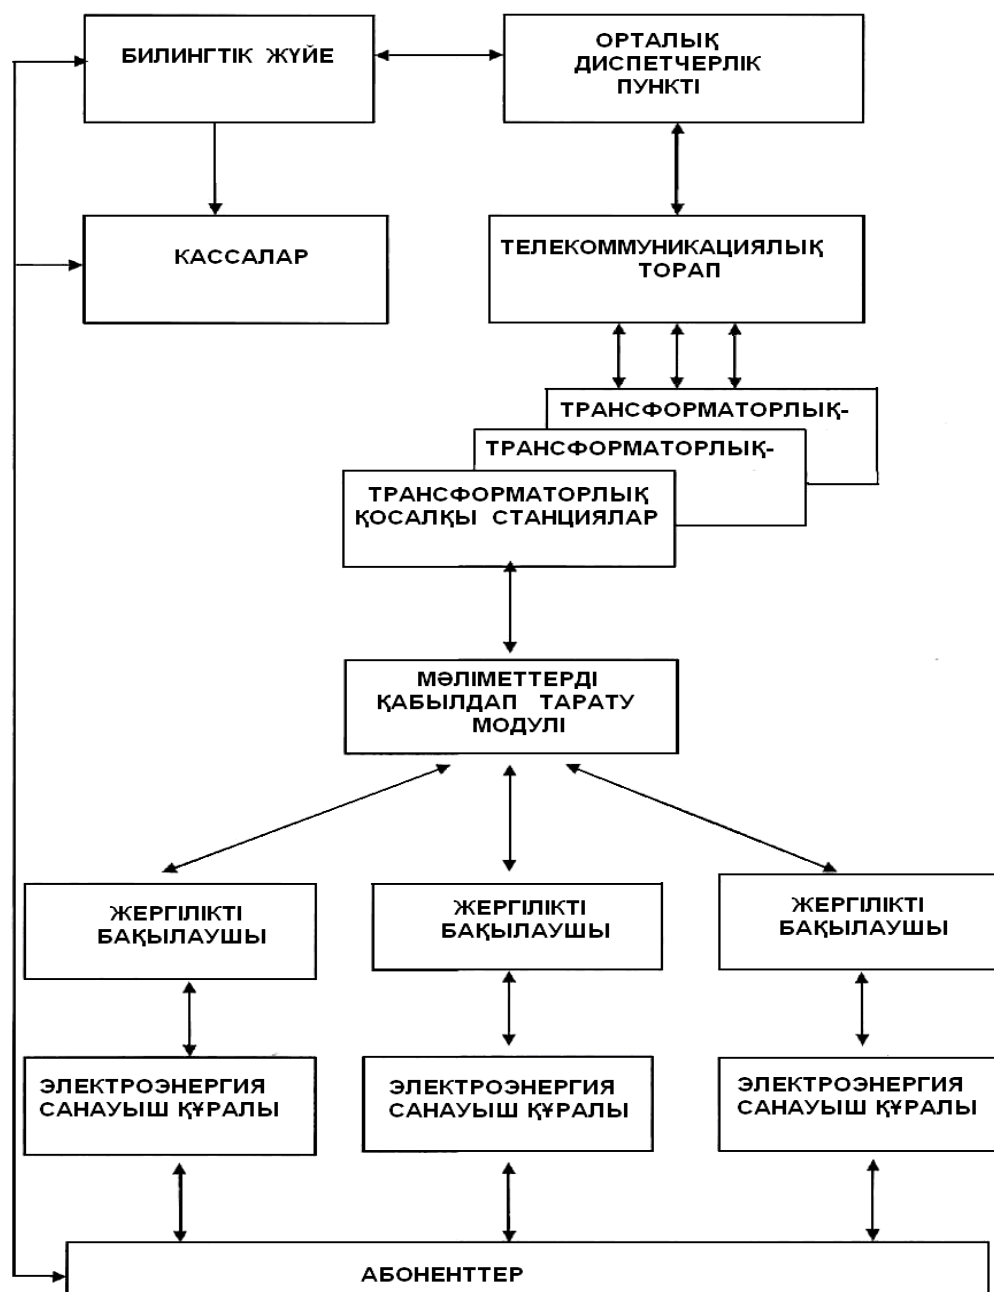 БИЛИНГТІК ЖҮЙЕ
ОРТАЛЫҚ
ДИСПЕТЧЕРЛІК
ПУНКТІ
КАССАЛАР
ТЕЛЕКОММУНИКАЦИЯЛЫҚ
ТОРАП
ТРАНСФОРМАТОРЛЫҚ-
ТРАНСФОРМАТОРЛЫҚ-
ТРАНСФОРМАТОРЛЫҚ
ҚОСАЛҚЫ СТАНЦИЯЛАР
МӘЛІМЕТТЕРДІ
ҚАБЫЛДАП ТАРАТУ
МОДУЛІ
ЖЕРГІЛІКТІ
БАҚЫЛАУШЫ
ЖЕРГІЛІКТІ
БАҚЫЛАУШЫ
ЖЕРГІЛІКТІ
БАҚЫЛАУШЫ
ЭЛЕКТРОЭНЕРГИЯ
САНАУЫШ ҚҰРАЛЫ
ЭЛЕКТРОЭНЕРГИЯ
САНАУЫШ ҚҰРАЛЫ
ЭЛЕКТРОЭНЕРГИЯ
САНАУЫШ ҚҰРАЛЫ
АБОНЕНТТЕР